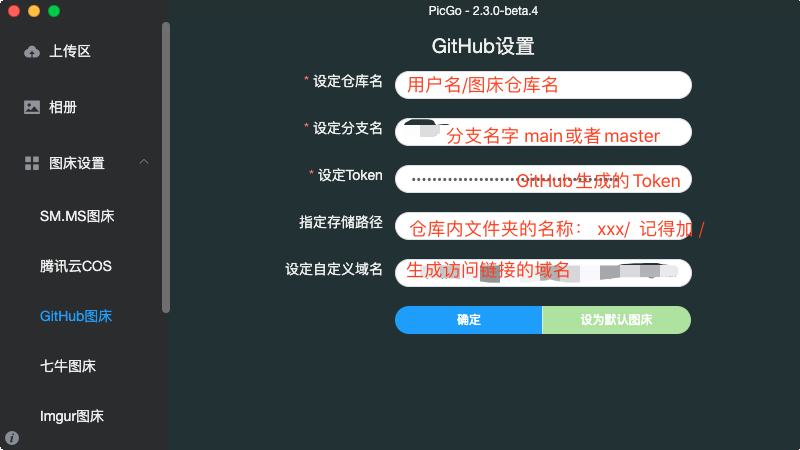 PicGo - 2.3.0-beta.4
上传区
相册
图床设置
SM.MS图床
腾讯云COS
GitHub图床
七牛图床
Imgur图床
GitHub设置
* 设定仓库名 用户名/图床仓库名
* 设定分支名 分支名字 main或者master
* 设定Token GitHub生成的 Token
指定存储路径 仓库内文件夹的名称： xxx/ 记得加 /
设定自定义域名 生成访问链接的域名
确定 设为默认图床